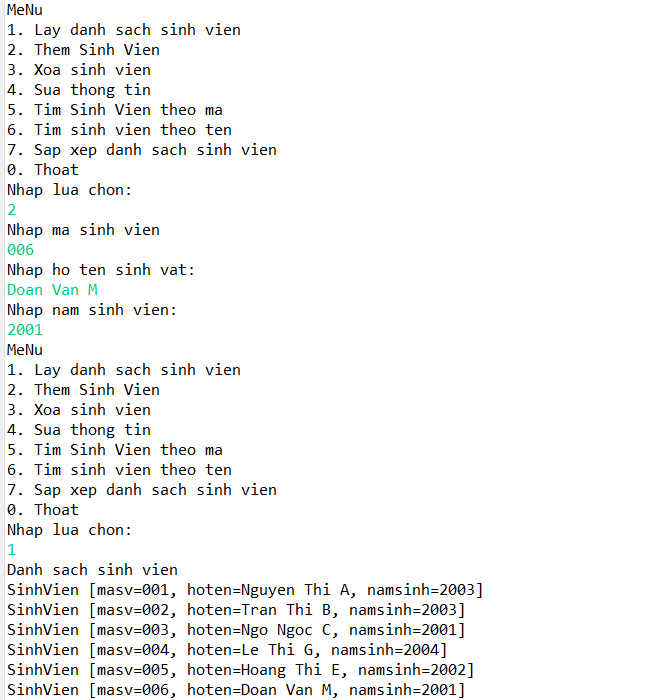 MeNu
1. Lay danh sach sinh vien
2. Them Sinh Vien
3. Xoa sinh vien
4. Sua thong tin
5. Tim Sinh Vien theo ma
6. Tim sinh vien theo ten
7. Sap xep danh sach sinh vien
0. Thoat
Nhap lua chon:
2
Nhap ma sinh vien
006
Nhap ho ten sinh vat:
Doan Van M
Nhap nam sinh vien:
2001
MeNu
1. Lay danh sach sinh vien
2. Them Sinh Vien
3. Xoa sinh vien
4. Sua thong tin
5. Tim Sinh Vien theo ma
6. Tim sinh vien theo ten
7. Sap xep danh sach sinh vien
0. Thoat
Nhap lua chon:
1
Danh sach sinh vien
SinhVien [masv=001, hoten=Nguyen Thi A, namsinh=2003]
SinhVien [masv=002, hoten=Tran Thi B, namsinh=2003]
SinhVien [masv=003, hoten=Ngo Ngoc C, namsinh=2001]
SinhVien [masv=004, hoten=Le Thi G, namsinh=2004]
SinhVien [masv=005, hoten=Hoang Thi E, namsinh=2002]
SinhVien [masv=006, hoten=Doan Van M, namsinh=2001]